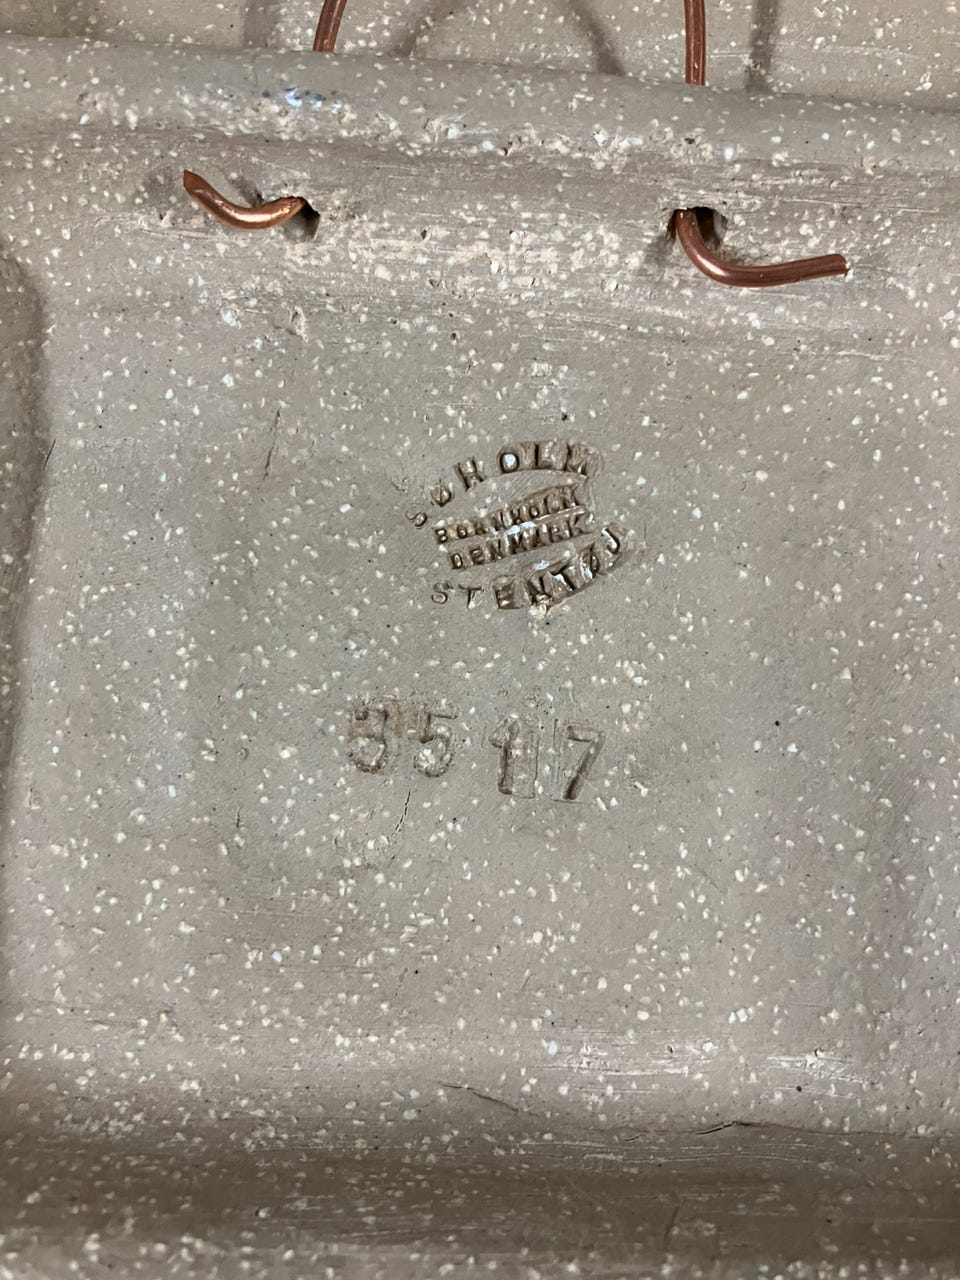 SØHOLM
BORNHOLM
DENMARK
STENTØJ
3517